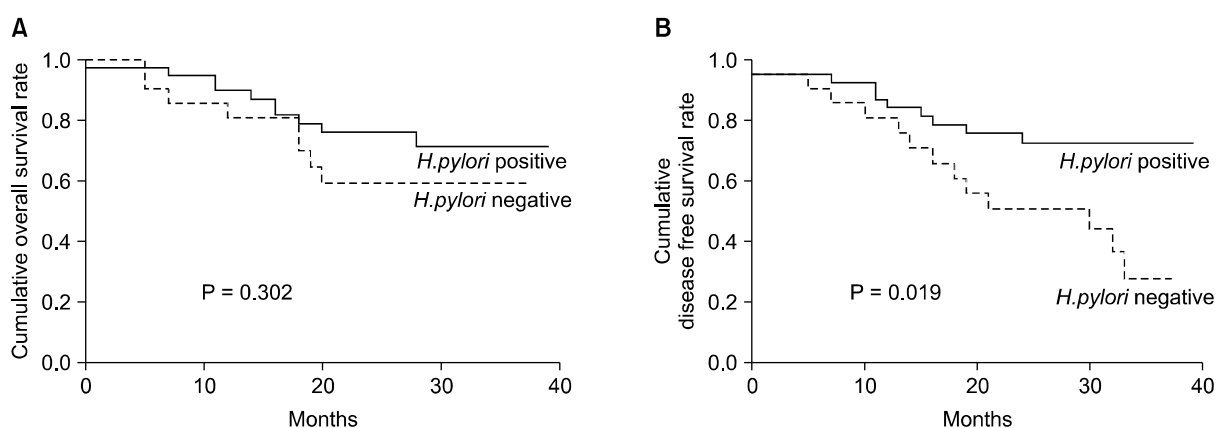 A
Cumulative overall survival rate
1.0
0.8
0.6
0.4
0.2
0.0
H.pylori positive
H.pylori negative
P = 0.302
0 10 20 30 40
Months
B
Cumulative
disease free survival rate
1.0
0.8
0.6
0.4
0.2
0.0
H.pylori positive
P = 0.019
H.pylori negative
0 10 20 30 40
Months